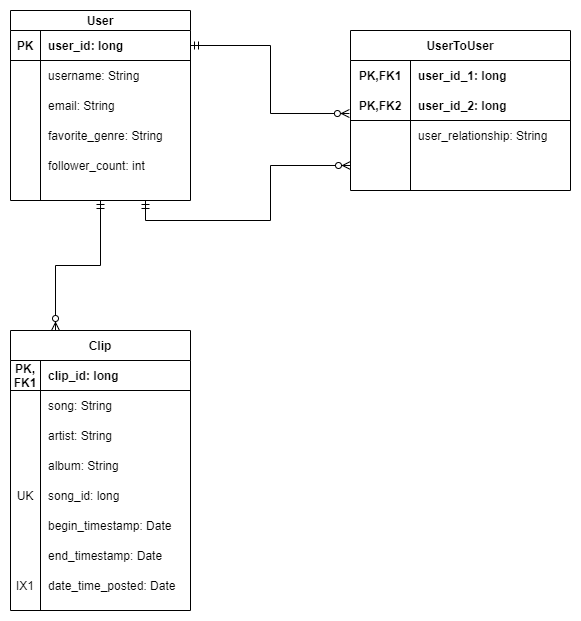 User
PK user_id: long
username: String
email: String
favorite_genre: String
follower_count: int
UserToUser
PK,FK1 user_id_1: long
PK,FK2 user_id_2: long
user_relationship: String
Clip
PK,
FK1 clip_id: long
song: String
artist: String
album: String
UK song_id: long
begin_timestamp: Date
end_timestamp: Date
IX1 date_time_posted: Date